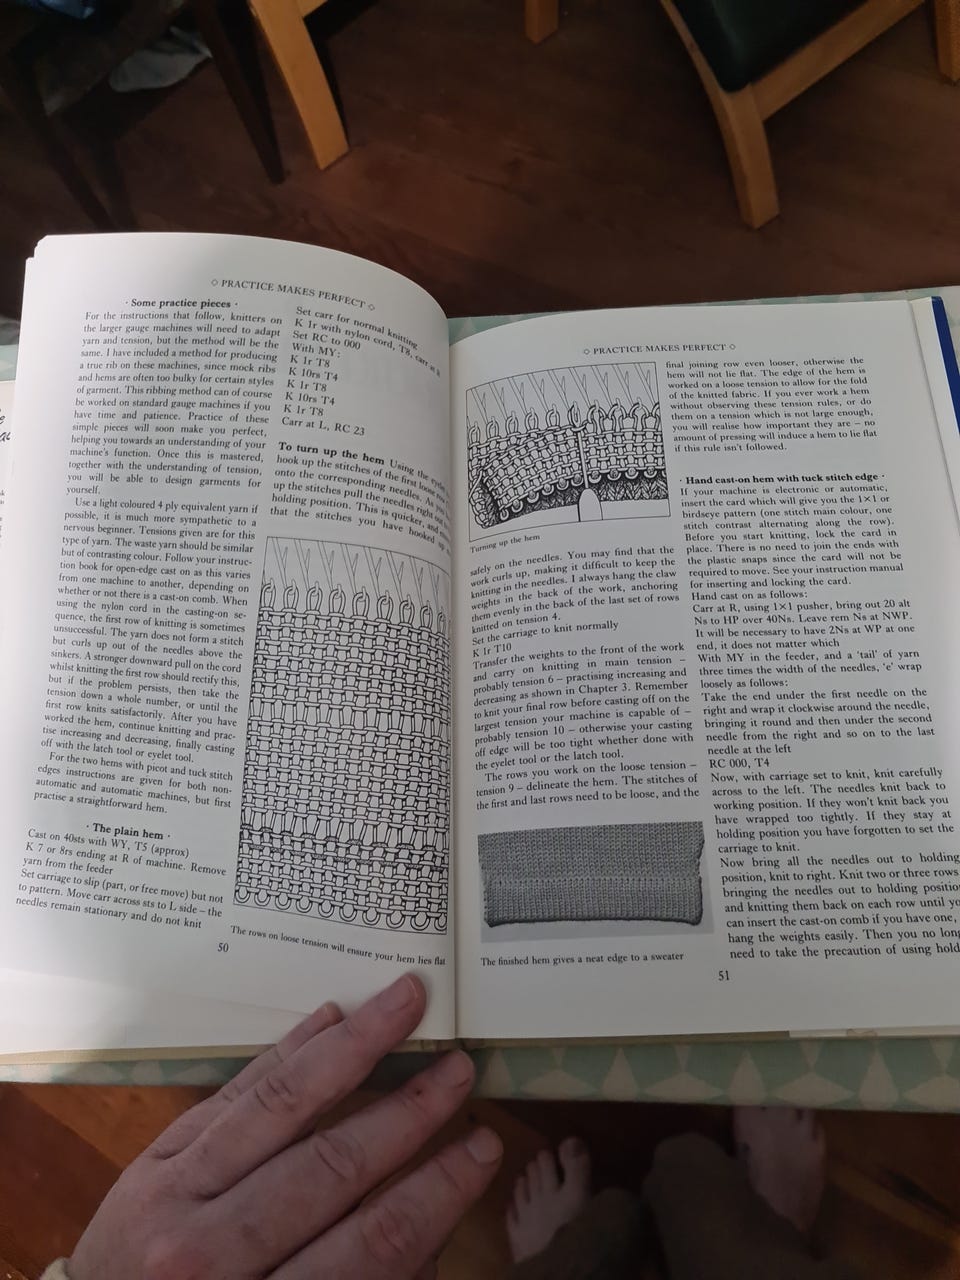 ◇ PRACTICE MAKES PERFECT ◇
· Some practice pieces ·
For the instructions that follow, knitters on
the larger gauge machines will need to adapt
yarn and tension, but the method will be the
same. I have included a method for producing
a true rib on these machines, since mock ribs
and hems are often too bulky for certain styles
of garment. This ribbing method can of course
be worked on standard gauge machines if you
have time and patience. Practice of these
simple pieces will soon make you perfect,
helping you towards an understanding of your
machine's function. Once this is mastered,
together with the understanding of tension,
you will be able to design garments for
yourself.
Use a light coloured 4 ply equivalent yarn if
possible, it is much more sympathetic to a
nervous beginner. Tensions given are for this
type of yarn. The waste yarn should be similar
but of contrasting colour. Follow your instruc-
tion book for open-edge cast on as this varies
from one machine to another, depending on
whether or not there is a cast-on comb. When
using the nylon cord in the casting-on se-
quence, the first row of knitting is sometimes
unsuccessful. The yarn does not form a stitch
but curls up out of the needles above the
sinkers. A stronger downward pull on the cord
whilst knitting the first row should rectify this,
but if the problem persists, then take the
tension down a whole number, or until the
first row knits satisfactorily. After you have
worked the hem, continue knitting and prac-
tise increasing and decreasing, finally casting
off with the latch tool or eyelet tool.
For the two hems with picot and tuck stitch
edges instructions are given for both non-
automatic and automatic machines, but first
practise a straightforward hem.
· The plain hem ·
Cast on 40sts with WY, T5 (approx)
K 7 or 8rs ending at R of machine. Remove
yarn from the feeder
Set carriage to slip (part, or free move) but not
to pattern. Move carr across sts to L side – the
needles remain stationary and do not knit
Set carr for normal knitting
K 1r with nylon cord, T8, carr at
Set RC to 000
With MY:
K 1r T8
K 10rs T4
K 1r T8
K 10rs T4
K 1r T8
Carr at L, RC 23
To turn up the hem Using the
hook up the stitches of the first loose
onto the corresponding needles. As you
up the stitches pull the needles right
holding position. This is quicker, and
that the stitches you have hooked up
The rows on loose tension will ensure your hem lies flat
50
◇ PRACTICE MAKES PERFECT ◇
Turning up the hem
safely on the needles. You may find that the
work curls up, making it difficult to keep the
knitting in the needles. I always hang the claw
weights in the back of the work, anchoring
them evenly in the back of the last set of rows
knitted on tension 4.
Set the carriage to knit normally
K 1r T10
Transfer the weights to the front of the work
and carry on knitting in main tension –
probably tension 6 – practising increasing and
decreasing as shown in Chapter 3. Remember
to knit your final row before casting off on the
largest tension your machine is capable of –
probably tension 10 – otherwise your casting
off edge will be too tight whether done with
the eyelet tool or the latch tool.
The rows you work on the loose tension –
tension 9 – delineate the hem. The stitches of
the first and last rows need to be loose, and the
The finished hem gives a neat edge to a sweater
final joining row even looser, otherwise the
hem will not lie flat. The edge of the hem is
worked on a loose tension to allow for the fold
of the knitted fabric. If you ever work a hem
without observing these tension rules, or do
them on a tension which is not large enough,
you will realise how important they are – no
amount of pressing will induce a hem to lie flat
if this rule isn't followed.
· Hand cast-on hem with tuck stitch edge ·
If your machine is electronic or automatic,
insert the card which will give you the 1×1 or
birdseye pattern (one stitch main colour, one
stitch contrast alternating along the row).
Before you start knitting, lock the card in
place. There is no need to join the ends with
the plastic snaps since the card will not be
required to move. See your instruction manual
for inserting and locking the card.
Hand cast on as follows:
Carr at R, using 1×1 pusher, bring out 20 alt
Ns to HP over 40Ns. Leave rem Ns at NWP.
It will be necessary to have 2Ns at WP at one
end, it does not matter which
With MY in the feeder, and a 'tail' of yarn
three times the width of the needles, 'e' wrap
loosely as follows:
Take the end under the first needle on the
right and wrap it clockwise around the needle,
bringing it round and then under the second
needle from the right and so on to the last
needle at the left
RC 000, T4
Now, with carriage set to knit, knit carefully
across to the left. The needles knit back to
working position. If they won't knit back you
have wrapped too tightly. If they stay at
holding position you have forgotten to set the
carriage to knit.
Now bring all the needles out to holding
position, knit to right. Knit two or three rows
bringing the needles out to holding
and knitting them back on each row until
can insert the cast-on comb if you have one,
hang the weights easily. Then you no
need to take the precaution of using
51